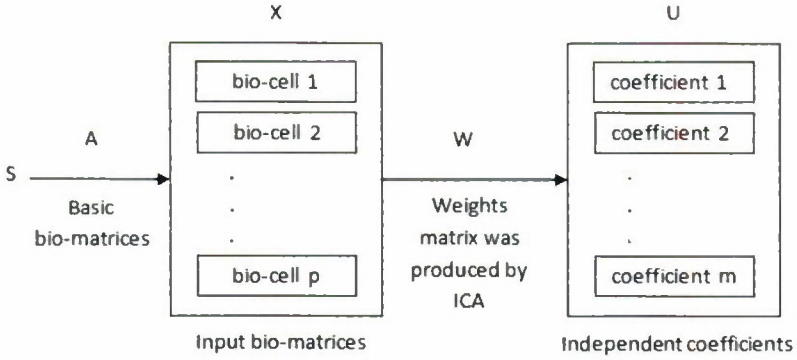 X
U
bio-cell 1
coefficient 1
bio-cell 2
coefficient 2
A
W
S
Basic
bio-matrices
Weights
matrix was
produced by
ICA
bio-cell p
coefficient m
Input bio-matrices
Independent coefficients